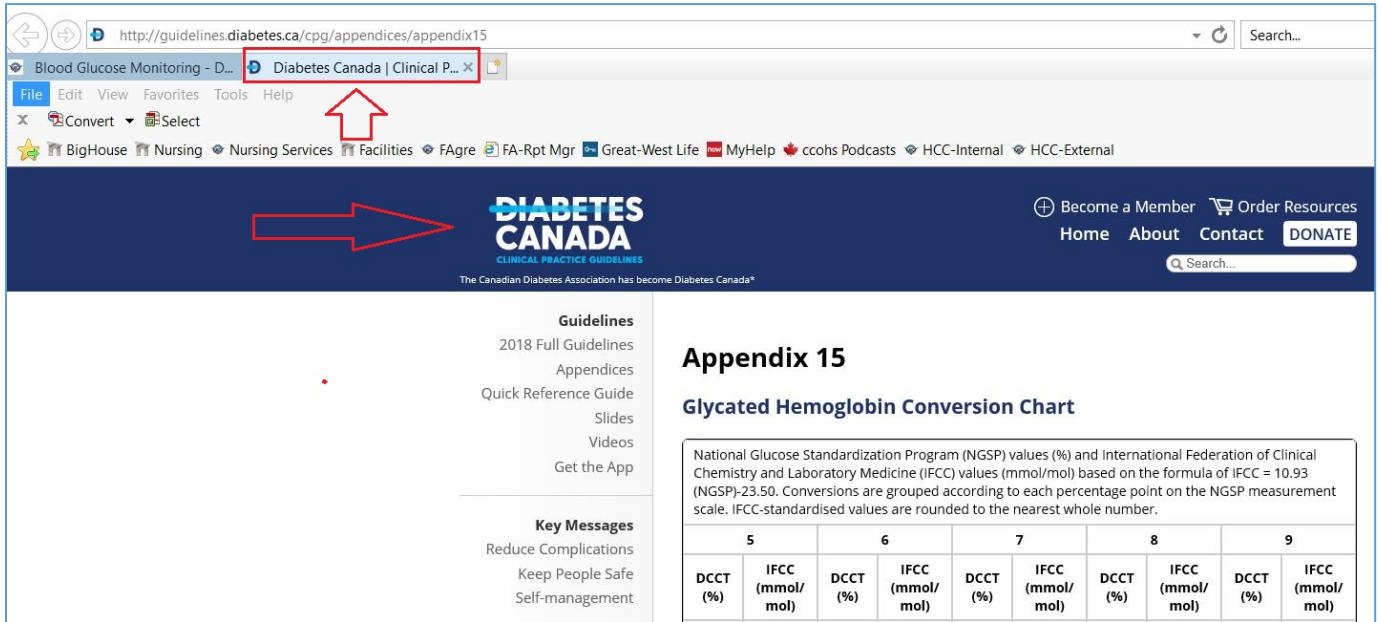 http://guidelines.diabetes.ca/cpg/appendices/appendix15
Search...
Blood Glucose Monitoring - D...
Diabetes Canada | Clinical P...
File Edit View Favorites Tools Help
x Convert Select
BigHouse Nursing Nursing Services Facilities FAgre FA-Rpt Mgr Great-West Life MyHelp ccohs Podcasts HCC-Internal HCC-External
DIABETES
CANADA
CLINICAL PRACTICE GUIDELINES
The Canadian Diabetes Association has become Diabetes Canada*
Become a Member Order Resources
Home About Contact DONATE
Search...
Guidelines
2018 Full Guidelines
Appendices
Quick Reference Guide
Slides
Videos
Get the App
Key Messages
Reduce Complications
Keep People Safe
Self-management
Appendix 15
Glycated Hemoglobin Conversion Chart
National Glucose Standardization Program (NGSP) values (%) and International Federation of Clinical
Chemistry and Laboratory Medicine (IFCC) values (mmol/mol) based on the formula of IFCC = 10.93
(NGSP)-23.50. Conversions are grouped according to each percentage point on the NGSP measurement
scale. IFCC-standardised values are rounded to the nearest whole number.
5 6 7 8 9
DCCT (%) IFCC (mmol/mol) DCCT (%) IFCC (mmol/mol) DCCT (%) IFCC (mmol/mol) DCCT (%) IFCC (mmol/mol) DCCT (%) IFCC (mmol/mol)